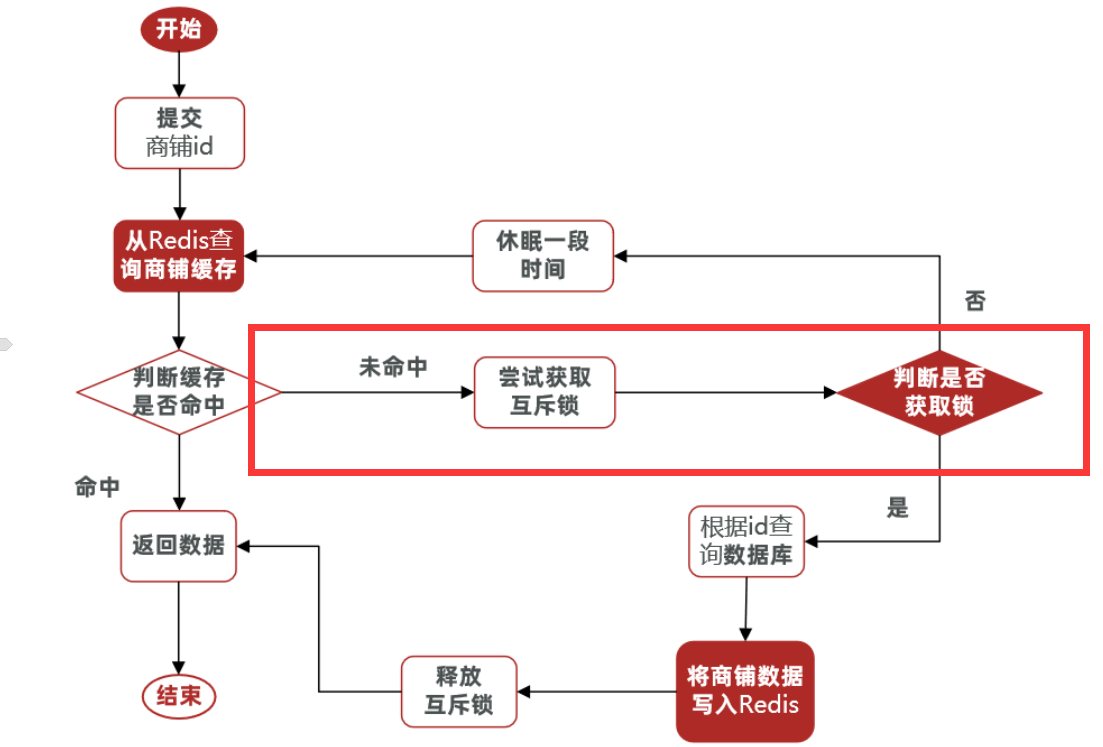 开始
提交
商铺id
从Redis查
询商铺缓存
休眠一段
时间
否
判断缓存
是否命中
未命中
尝试获取
互斥锁
判断是否
获取锁
命中
是
返回数据
根据id查
询数据库
将商铺数据
写入Redis
释放
互斥锁
结束